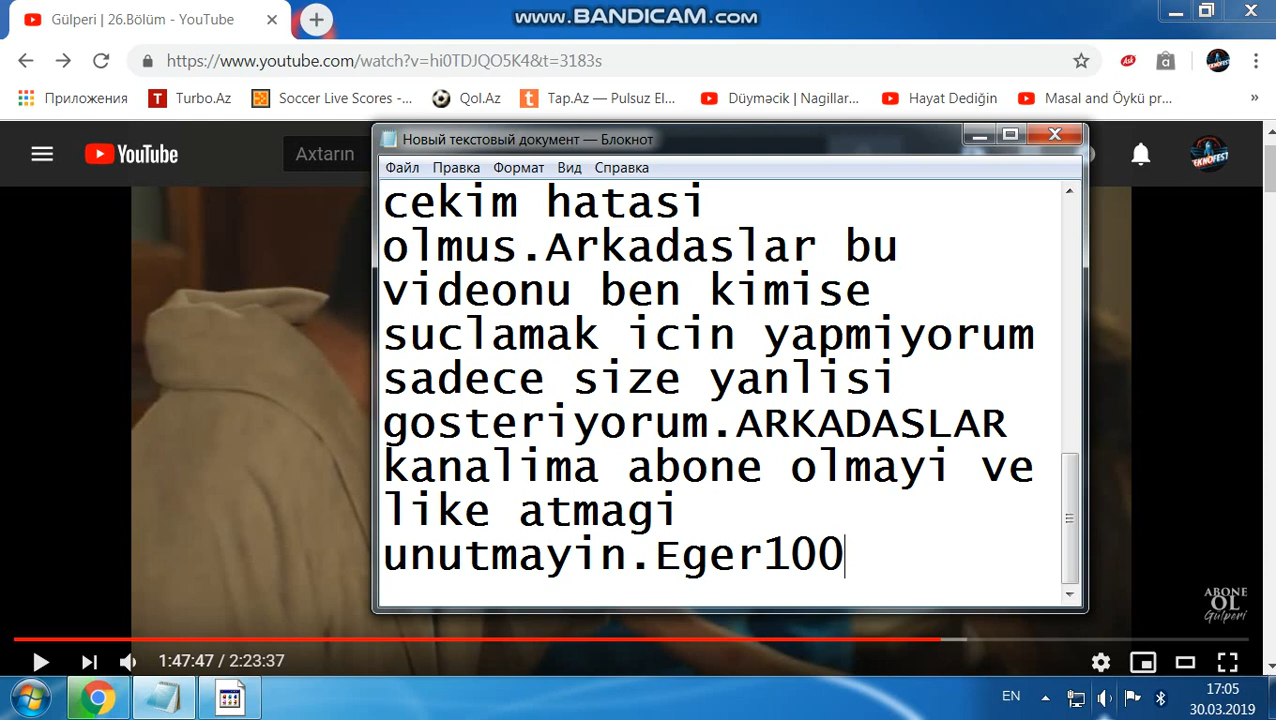 Gülperi | 26.Bölüm - YouTube
www.BANDICAM.com
https://www.youtube.com/watch?v=hi0TDJQO5K4&t=3183s
Приложения
Turbo.Az
Soccer Live Scores -...
Qol.Az
Tap.Az — Pulsuz El...
Düyməcik | Nagillar...
Hayat Dediğin
Masal and Öykü pr...
»
YouTube
Axtarın
TEKNOFEST
Новый текстовый документ — Блокнот
Файл Правка Формат Вид Справка
cekim hatasi
olmus.Arkadaslar bu
videonu ben kimise
suclamak icin yapmiyorum
sadece size yanlisi
gosteriyorum.ARKADASLAR
kanalima abone olmayi ve
like atmagi
unutmayin.Eger100
ABONE
OL
Gülperi
1:47:47 / 2:23:37
EN
17:05
30.03.2019